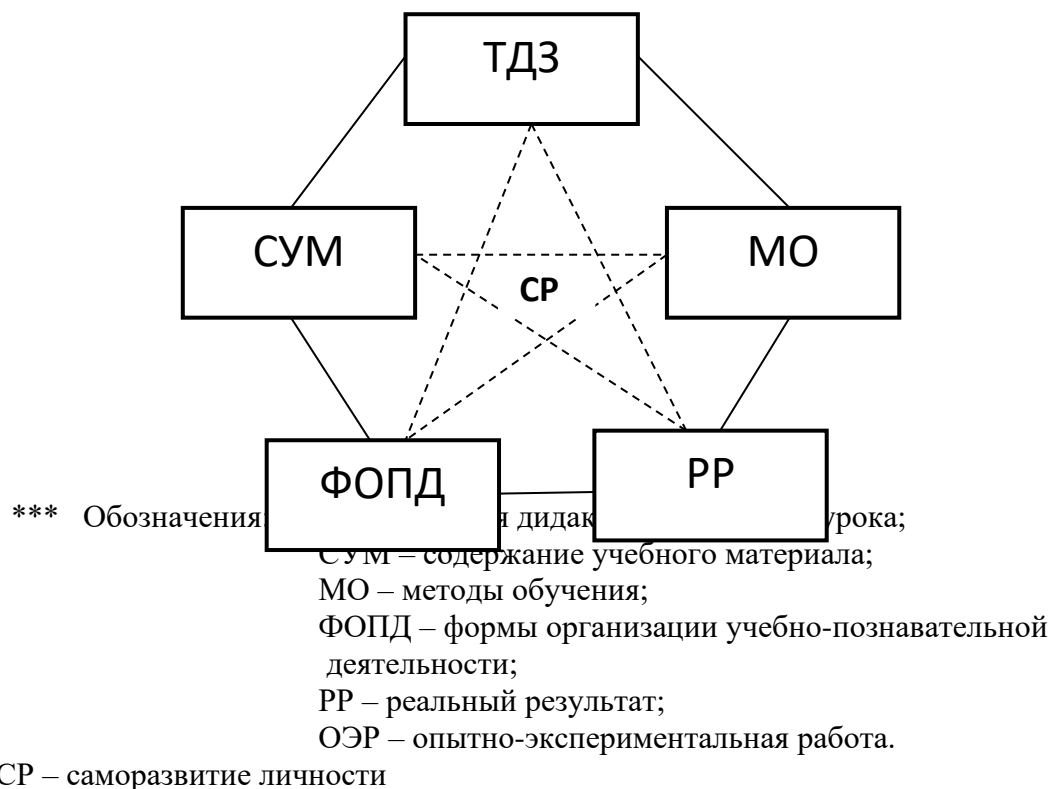 ТДЗ
СУМ
МО
СР
ФОПД
РР
*** Обозначения: урока;
СУМ – содержание учебного материала;
МО – методы обучения;
ФОПД – формы организации учебно-познавательной
деятельности;
РР – реальный результат;
ОЭР – опытно-экспериментальная работа.
СР – саморазвитие личности